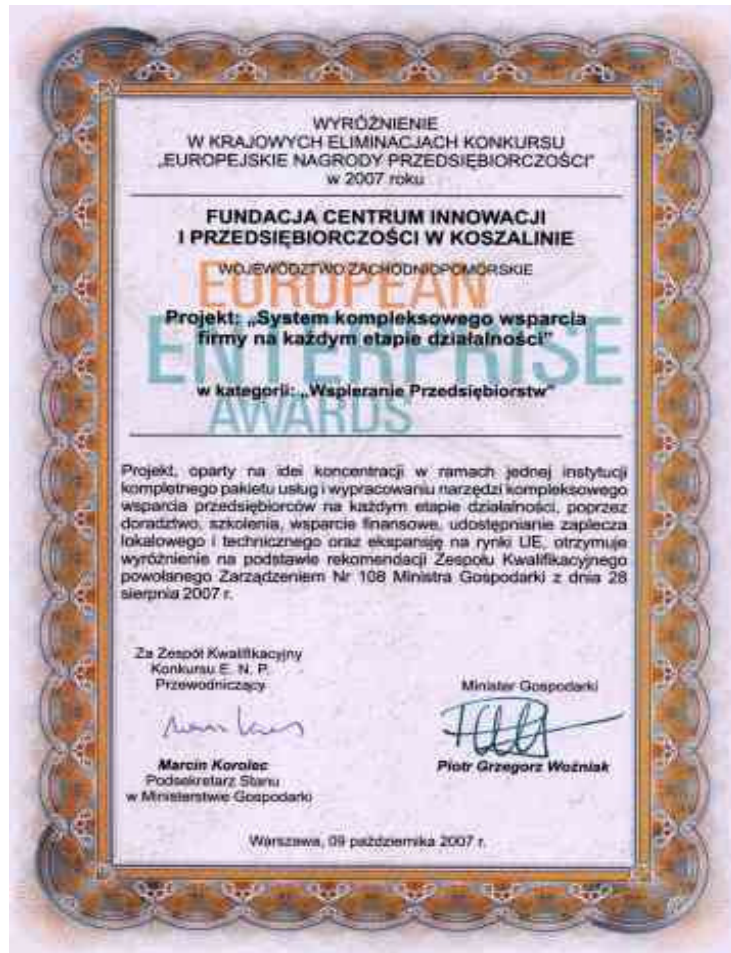 WYRÓŻNIENIE
W KRAJOWYCH ELIMINACJACH KONKURSU
„EUROPEJSKIE NAGRODY PRZEDSIĘBIORCZOŚCI”
w 2007 roku
FUNDACJA CENTRUM INNOWACJI
I PRZEDSIĘBIORCZOŚCI W KOSZALINIE
WOJEWÓDZTWO ZACHODNIOPOMORSKIE
EUROPEAN
Projekt: „System kompleksowego wsparcia
firmy na każdym etapie działalności”
ENTERPRISE
w kategorii: „Wspieranie Przedsiębiorstw”
AWARDS
Projekt, oparty na idei koncentracji w ramach jednej instytucji
kompletnego pakietu usług i wypracowaniu narzędzi kompleksowego
wsparcia przedsiębiorców na każdym etapie działalności, poprzez
doradztwo, szkolenia, wsparcie finansowe, udostępnianie zaplecza
lokalowego i technicznego oraz ekspansję na rynki UE, otrzymuje
wyróżnienie na podstawie rekomendacji Zespołu Kwalifikacyjnego
powołanego Zarządzeniem Nr 108 Ministra Gospodarki z dnia 28
sierpnia 2007 r.
Za Zespół Kwalifikacyjny
Konkursu E. N. P.
Przewodniczący
Minister Gospodarki
Marcin Korolec
Podsekretarz Stanu
w Ministerstwie Gospodarki
Piotr Grzegorz Woźniak
Warszawa, 09 października 2007 r.